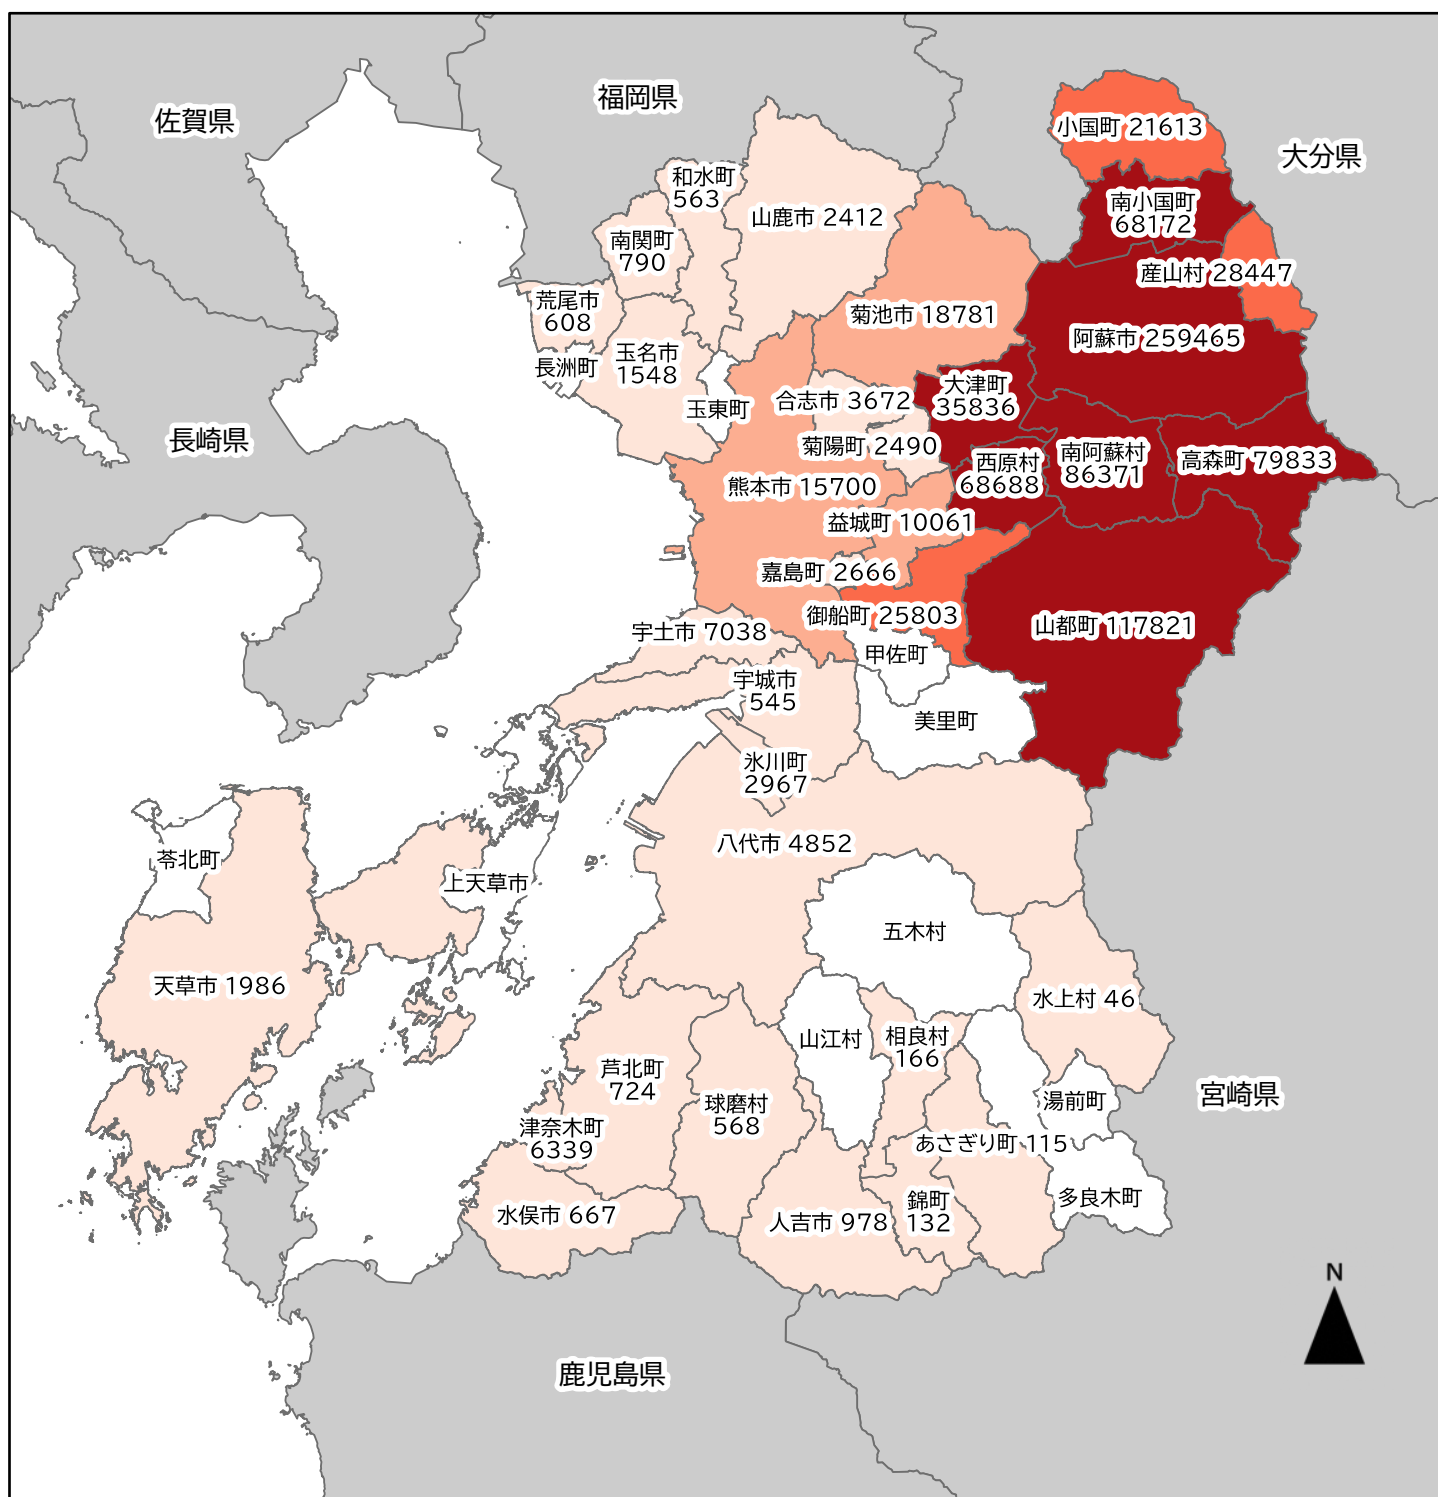 福岡県
佐賀県
小国町 21613
大分県
和水町
563
南小国町
68172
山鹿市 2412
南関町
790
産山村 28447
荒尾市
608
菊池市 18781
阿蘇市 259465
玉名市
1548
長洲町
大津町
35836
合志市 3672
玉東町
長崎県
菊陽町 2490
南阿蘇村
86371
高森町 79833
西原村
68688
熊本市 15700
益城町 10061
嘉島町 2666
御船町 25803
山都町 117821
宇土市 7038
甲佐町
宇城市
545
美里町
氷川町
2967
八代市 4852
苓北町
上天草市
五木村
天草市 1986
水上村 46
山江村
相良村
166
芦北町
724
宮崎県
湯前町
球磨村
568
津奈木町
6339
あさぎり町 115
多良木町
錦町
132
水俣市 667
人吉市 978
N
鹿児島県